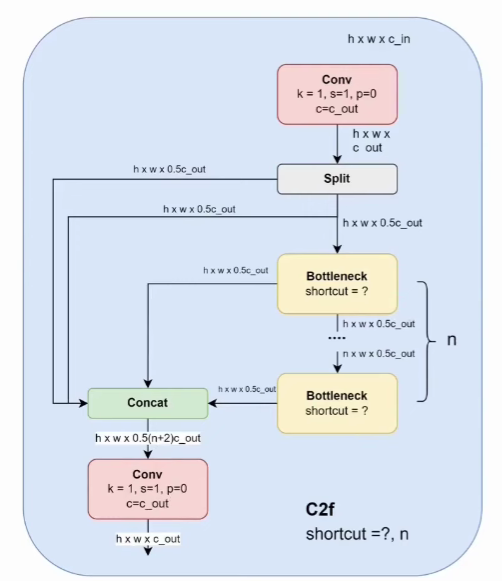 h x w x c_in
Conv
k = 1, s=1, p=0
c=c_out
h x w x
c_out
h x w x 0.5c_out
Split
h x w x 0.5c_out
h x w x 0.5c_out
h x w x 0.5c_out
Bottleneck
shortcut = ?
h x w x 0.5c_out
....
n
n x w x 0.5c_out
h x w x 0.5c_out
Bottleneck
shortcut = ?
Concat
h x w x 0.5(n+2)c_out
Conv
k = 1, s=1, p=0
c=c_out
h x w x c_out
C2f
shortcut =?, n